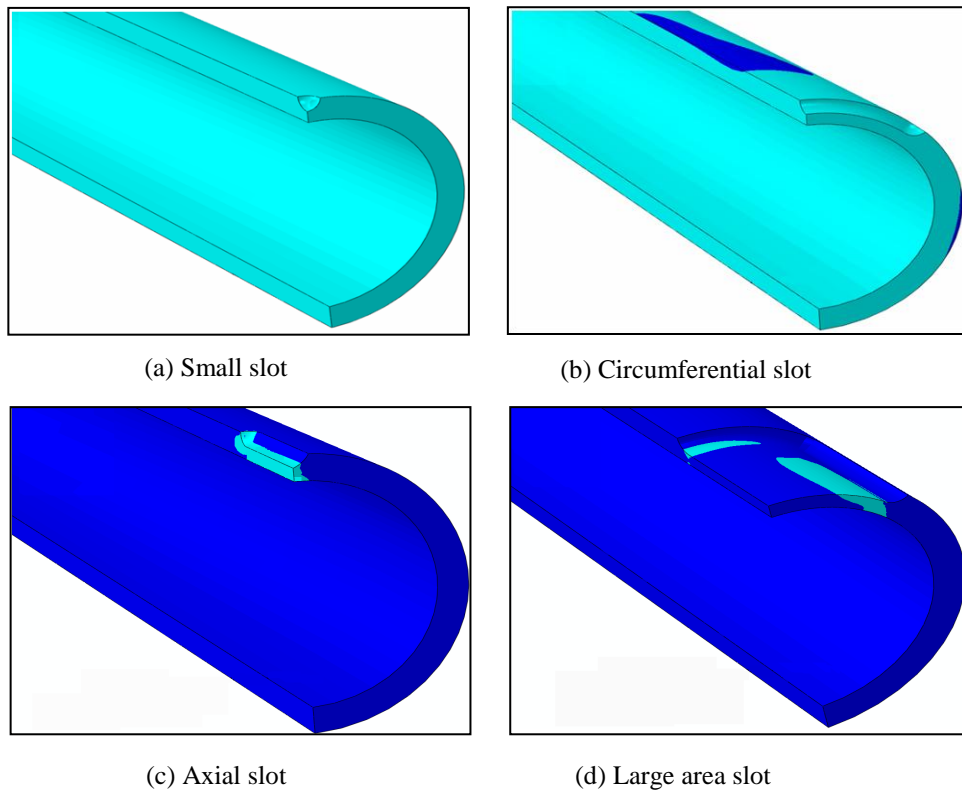 (a) Small slot
(b) Circumferential slot
(c) Axial slot
(d) Large area slot